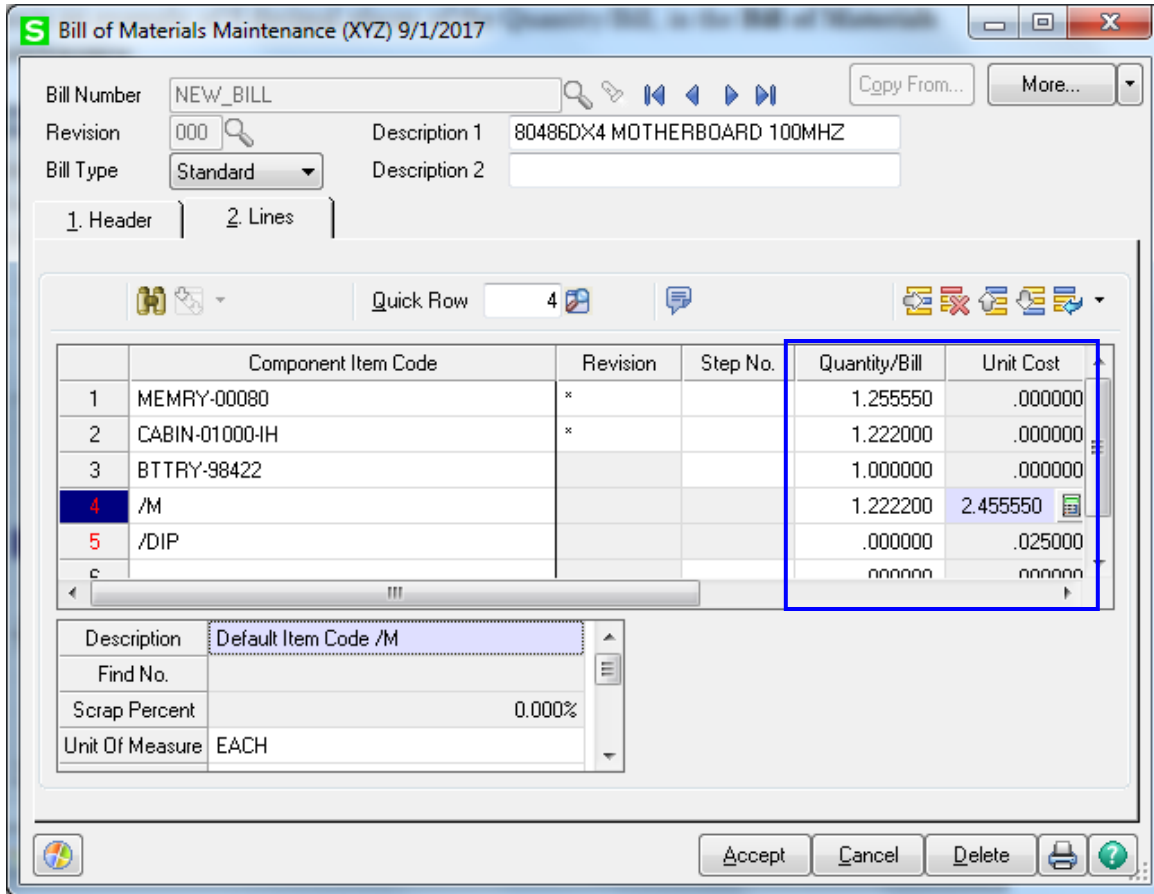 S Bill of Materials Maintenance (XYZ) 9/1/2017
Bill Number NEW_BILL Copy From... More...
Revision 000 Description 1 80486DX4 MOTHERBOARD 100MHZ
Bill Type Standard Description 2
1. Header 2. Lines
Quick Row 4
Component Item Code Revision Step No. Quantity/Bill Unit Cost
1 MEMRY-00080 * 1.255550 .000000
2 CABIN-01000-IH * 1.222000 .000000
3 BTTRY-98422 1.000000 .000000
4 /M 1.222200 2.455550
5 /DIP .000000 .025000
6 .000000 .000000
Description Default Item Code /M
Find No.
Scrap Percent 0.000%
Unit Of Measure EACH
Accept Cancel Delete